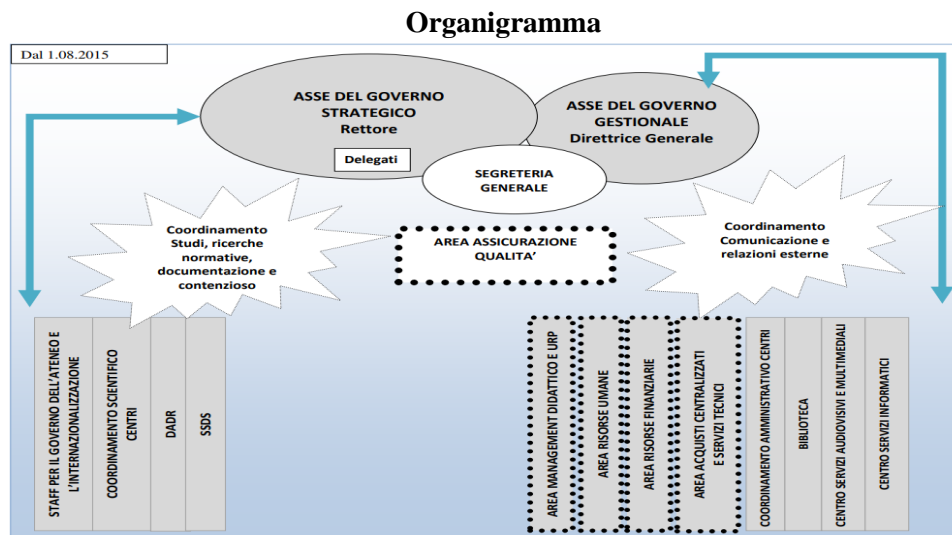 Organigramma
Dal 1.08.2015
ASSE DEL GOVERNO
STRATEGICO
Rettore
Delegati
ASSE DEL GOVERNO
GESTIONALE
Direttrice Generale
SEGRETERIA
GENERALE
Coordinamento
Studi, ricerche
normative,
documentazione e
contenzioso
AREA ASSICURAZIONE
QUALITA’
Coordinamento
Comunicazione e
relazioni esterne
STAFF PER IL GOVERNO DELL’ATENEO E
L’INTERNAZIONALIZZAZIONE
COORDINAMENTO SCIENTIFICO
CENTRI
DADR
SSDS
AREA MANAGEMENT DIDATTICO E URP
AREA RISORSE UMANE
AREA RISORSE FINANZIARIE
AREA ACQUISTI CENTRALIZZATI
E SERVIZI TECNICI
COORDINAMENTO AMMINISTRATIVO CENTRI
BIBLIOTECA
CENTRO SERVIZI AUDIOVISIVI E MULTIMEDIALI
CENTRO SERVIZI INFORMATICI